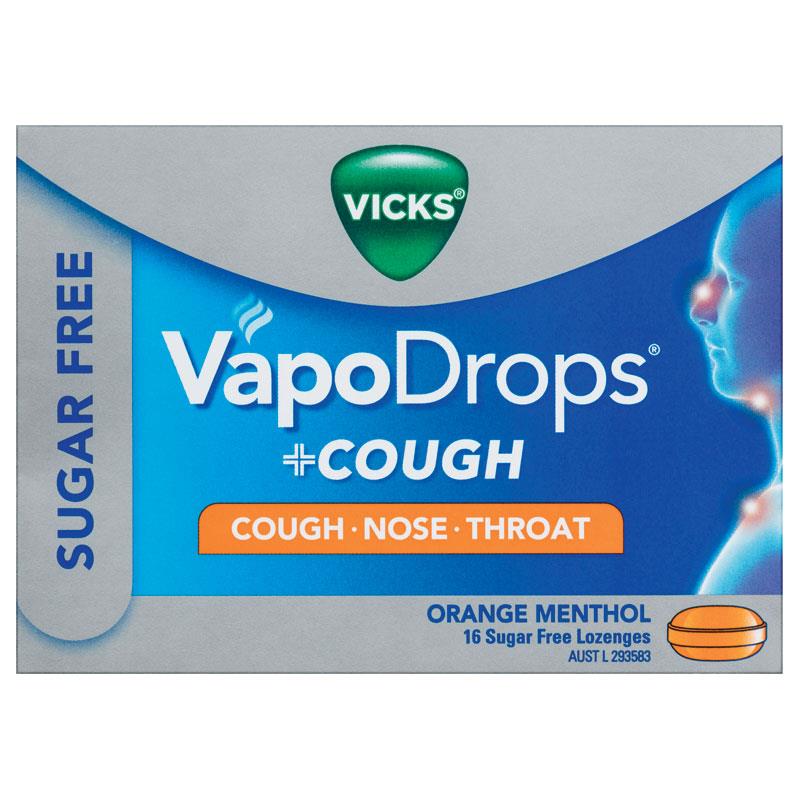 VICKS®
SUGAR FREE
VapoDrops®
+COUGH
COUGH · NOSE · THROAT
ORANGE MENTHOL
16 Sugar Free Lozenges
AUST L 293583